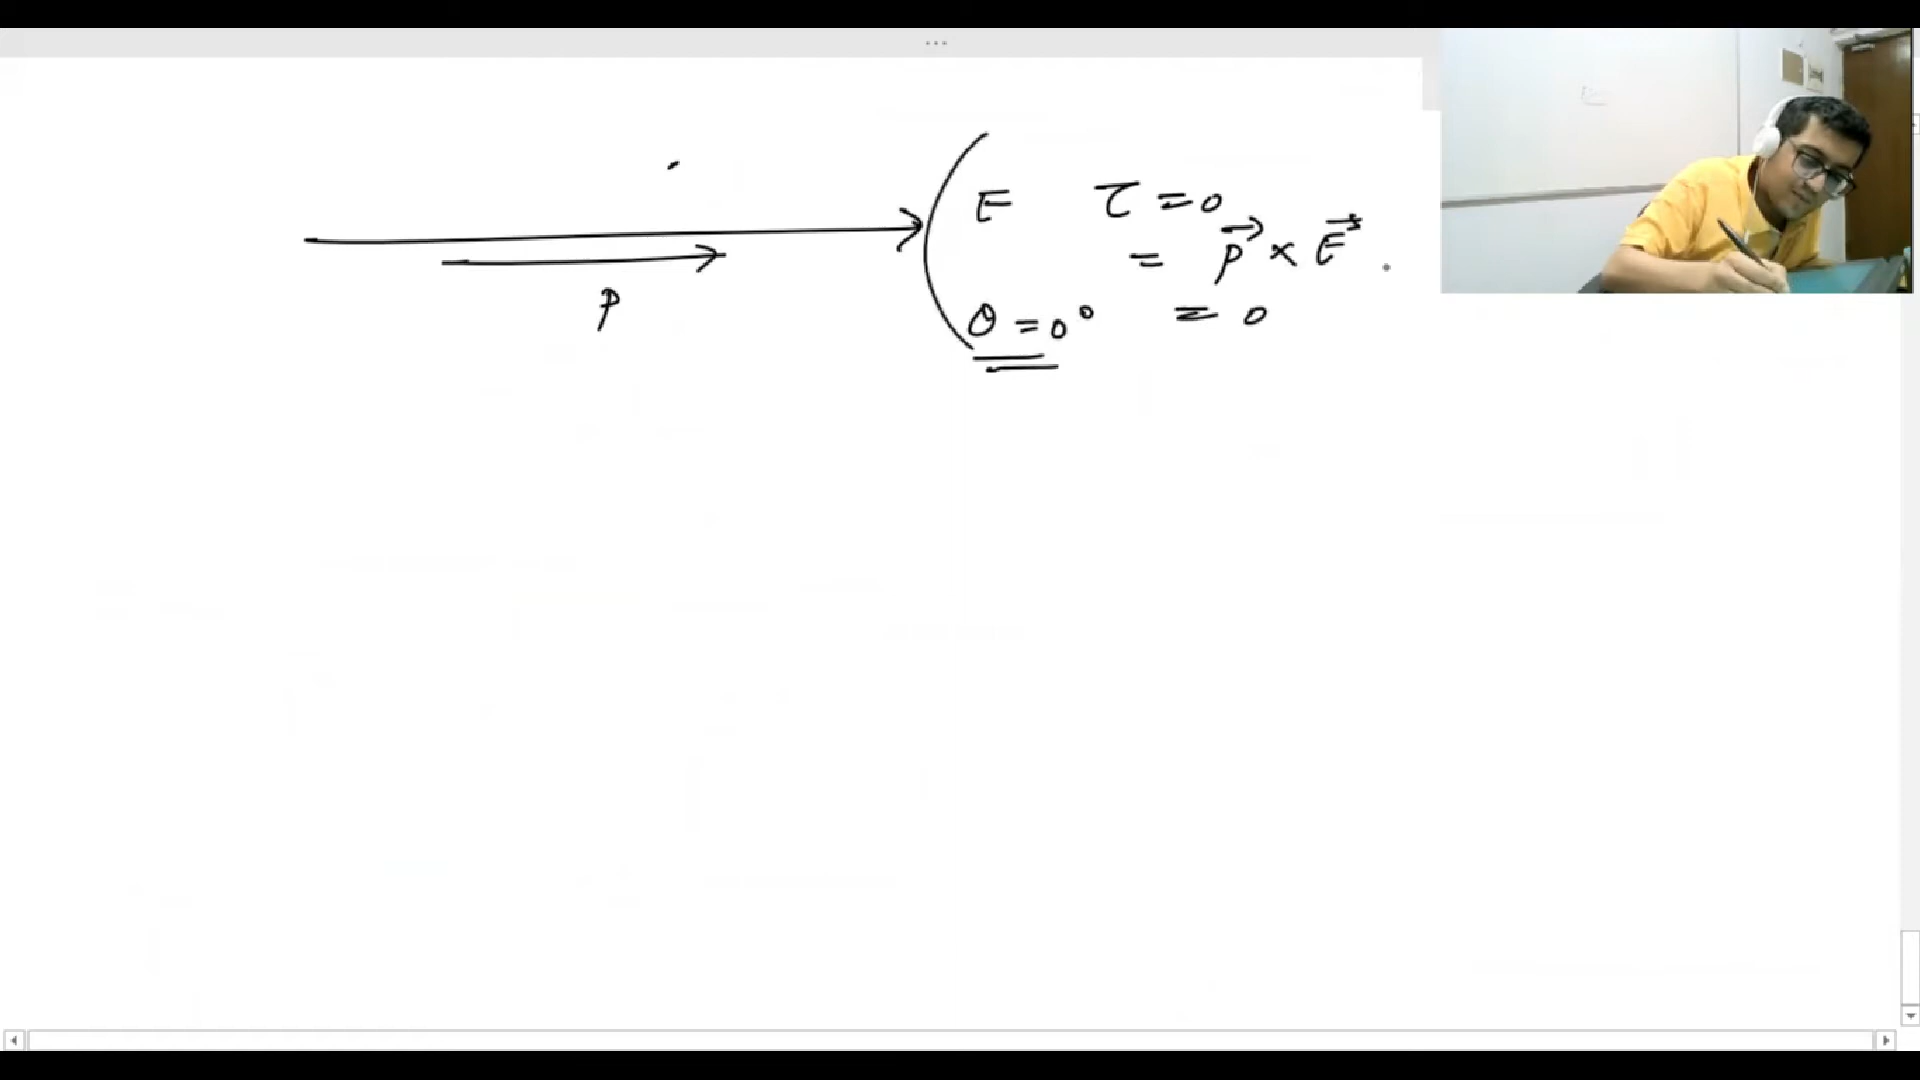 E τ = 0
= p⃗ × E⃗
p θ = 0° = 0